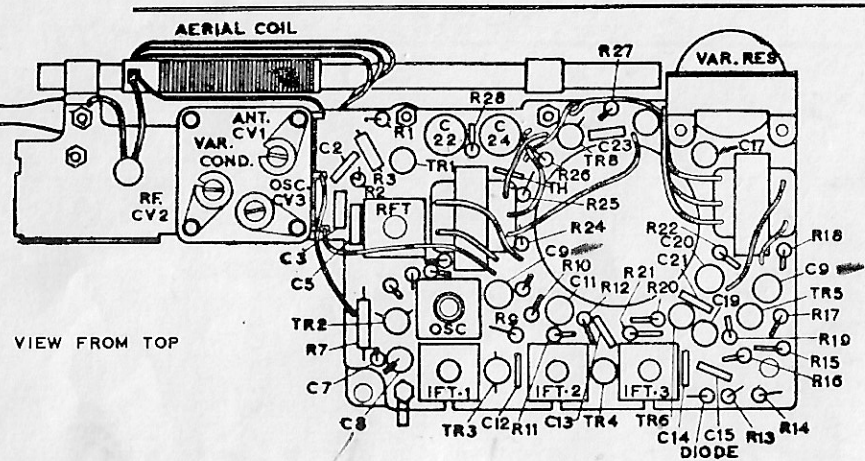 AERIAL COIL
R27
VAR. RES
R28
ANT.
CV1
R1
C
22
C
24
C23
C17
VAR.
COND.
C2
TR1
TR8
R3
R26
TH
OSC.
CV3
R2
R25
RF.
CV2
RFT
R24
R22
C20
R18
C3
C9
C21
C5
R10
C9
C11
R12
R21
R20
C19
TR5
TR2
OSC
R9
R17
VIEW FROM TOP
R7
R19
R15
R16
C7
IFT.1
IFT.2
IFT.3
C8
TR3
C12
R11
C13
TR4
TR6
C14
C15
R13
R14
DIODE